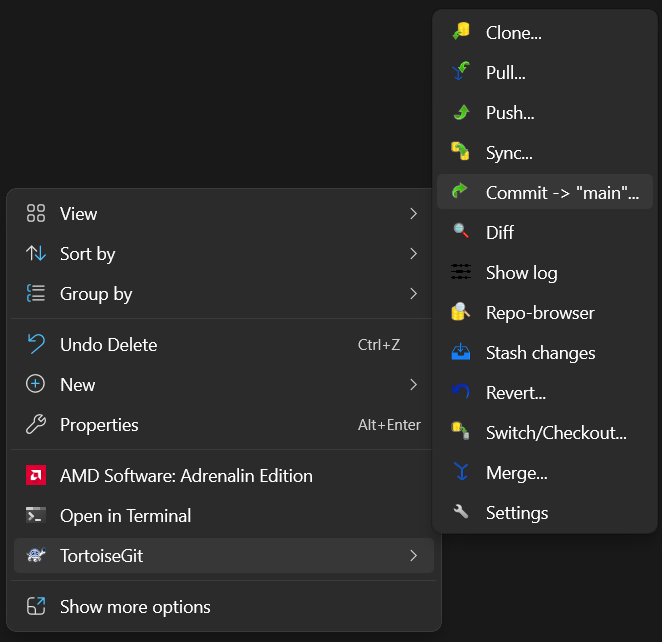 View
Sort by
Group by
Undo Delete Ctrl+Z
New
Properties Alt+Enter
AMD Software: Adrenalin Edition
Open in Terminal
TortoiseGit
Show more options
Clone...
Pull...
Push...
Sync...
Commit -> "main"...
Diff
Show log
Repo-browser
Stash changes
Revert...
Switch/Checkout...
Merge...
Settings